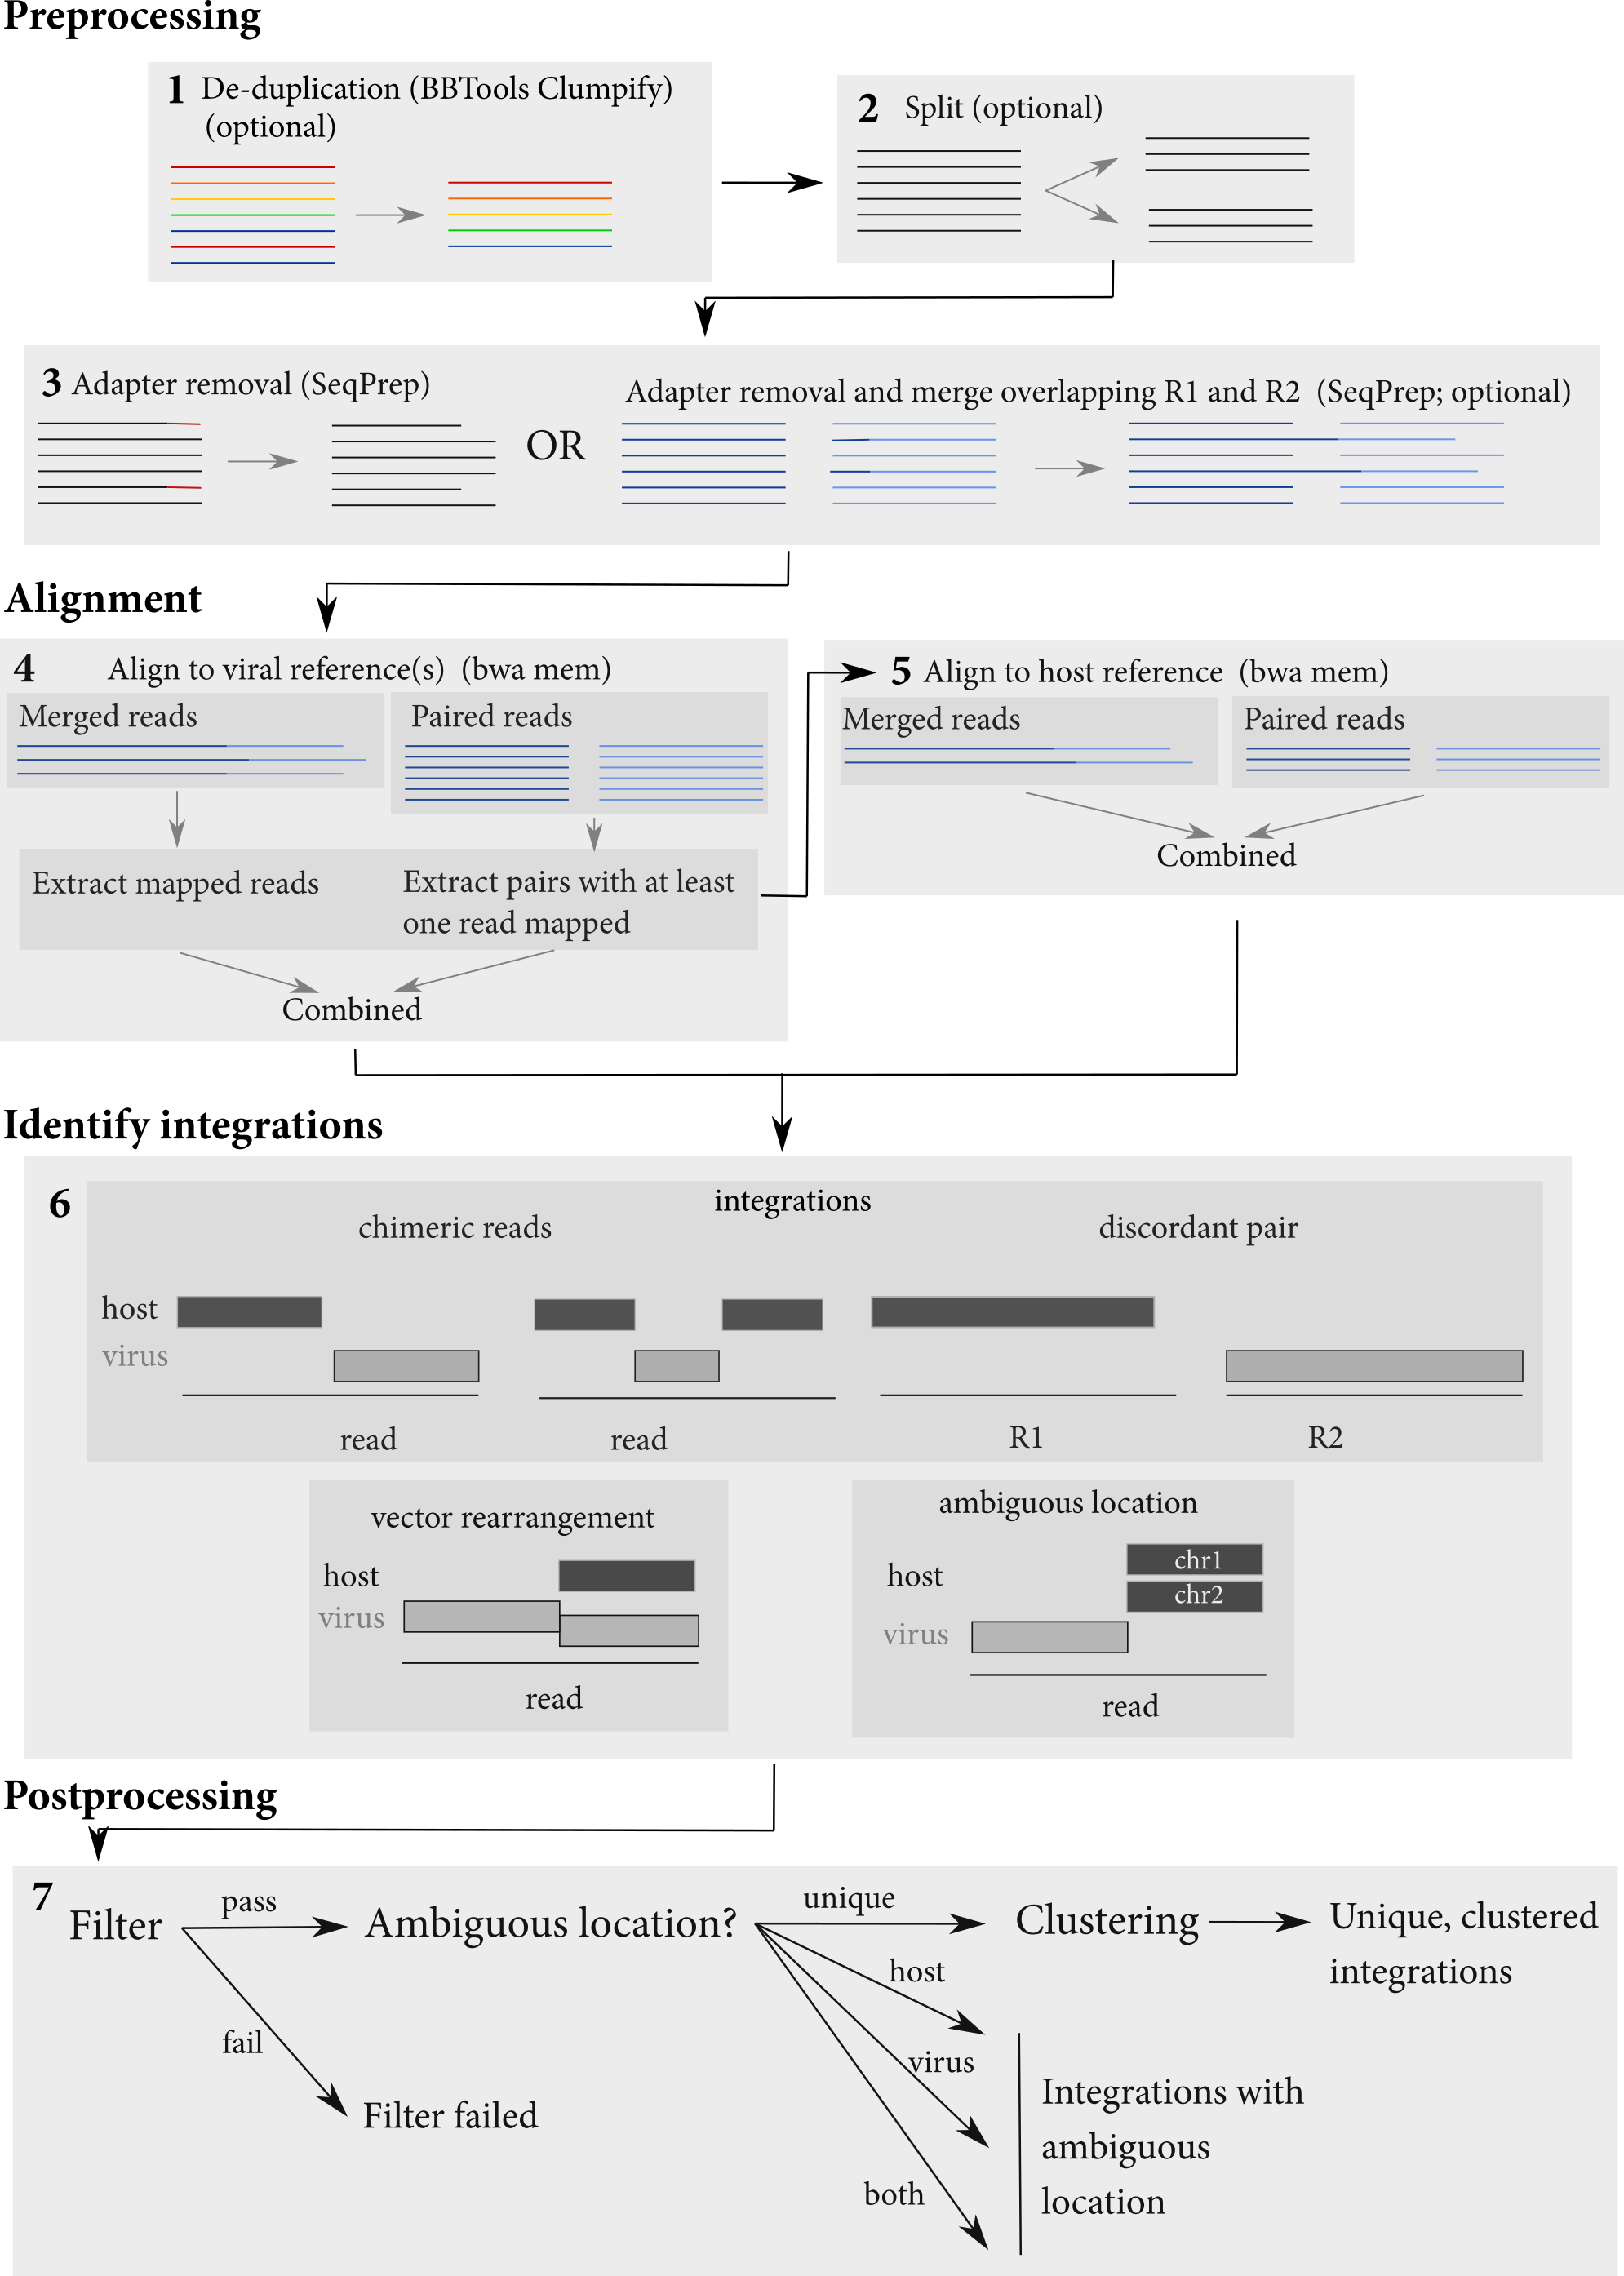 Preprocessing
1 De-duplication (BBTools Clumpify)
(optional)
2 Split (optional)
3 Adapter removal (SeqPrep)
OR
Adapter removal and merge overlapping R1 and R2 (SeqPrep; optional)
Alignment
4 Align to viral reference(s) (bwa mem)
Merged reads
Paired reads
Extract mapped reads
Extract pairs with at least
one read mapped
Combined
5 Align to host reference (bwa mem)
Merged reads
Paired reads
Combined
Identify integrations
6
integrations
chimeric reads
discordant pair
host
virus
read
read
R1
R2
vector rearrangement
host
virus
read
ambiguous location
host
chr1
chr2
virus
read
Postprocessing
7
Filter
pass
fail
Filter failed
Ambiguous location?
unique
host
virus
both
Clustering
Unique, clustered
integrations
Integrations with
ambiguous
location